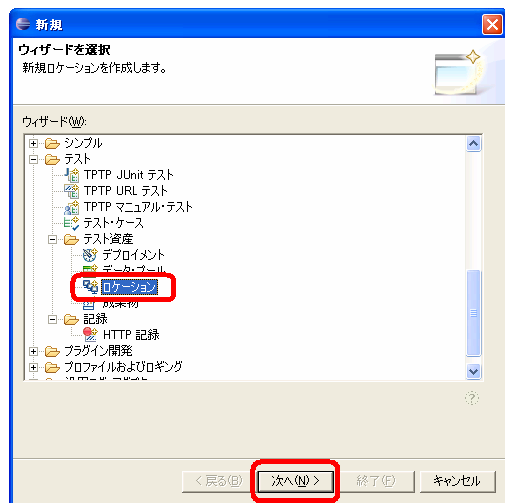 新規
ウィザードを選択
新規ロケーションを作成します。
ウィザード(W):
シンプル
テスト
TPTP JUnit テスト
TPTP URL テスト
TPTP マニュアル・テスト
テスト・ケース
テスト資産
デプロイメント
データ・プール
ロケーション
成果物
記録
HTTP 記録
プラグイン開発
プロファイルおよびロギング
< 戻る(B)
次へ(N) >
終了(F)
キャンセル